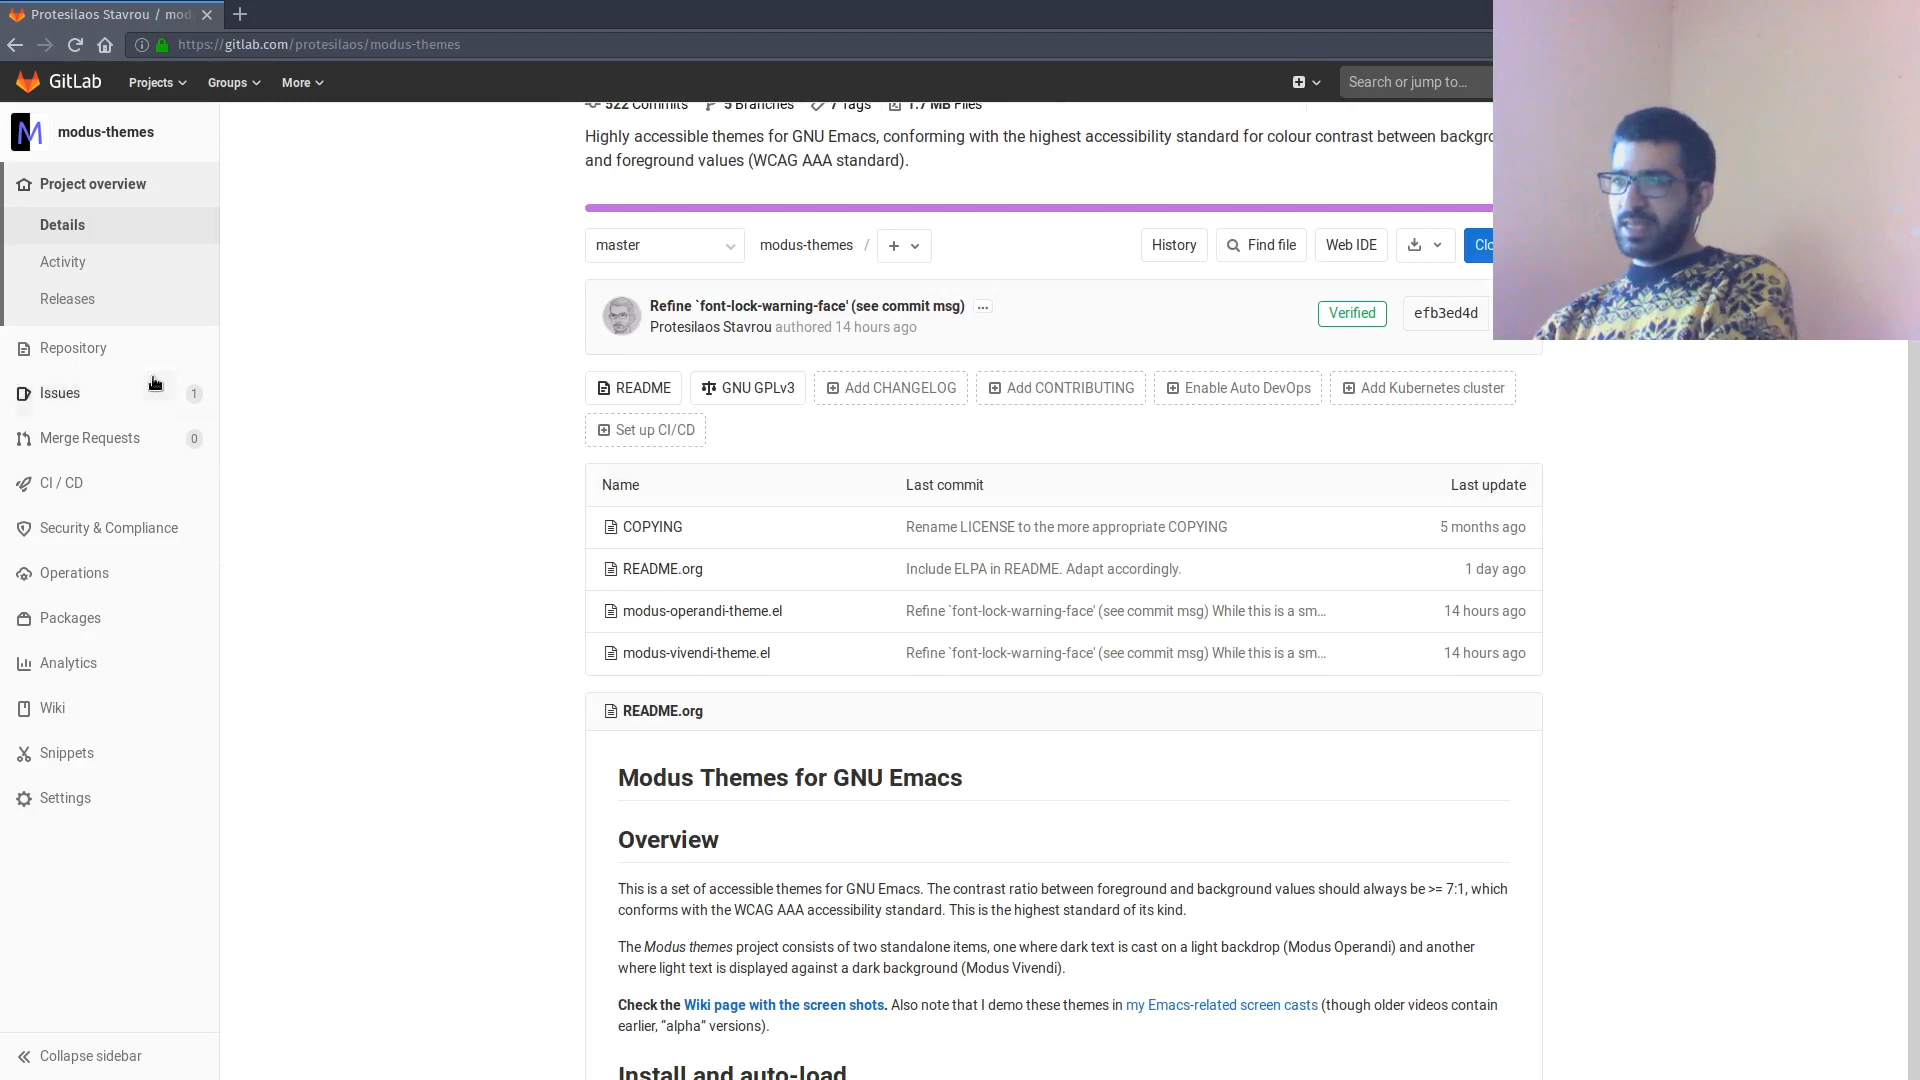 Protesilaos Stavrou / mod
https://gitlab.com/protesilaos/modus-themes
GitLab
Projects
Groups
More
Search or jump to…
modus-themes
Project overview
Details
Activity
Releases
Repository
Issues
1
Merge Requests
0
CI / CD
Security & Compliance
Operations
Packages
Analytics
Wiki
Snippets
Settings
Collapse sidebar
522 Commits
5 Branches
7 Tags
1.7 MB Files
Highly accessible themes for GNU Emacs, conforming with the highest accessibility standard for colour contrast between backgro
and foreground values (WCAG AAA standard).
master
modus-themes /
History
Find file
Web IDE
Clo
Refine `font-lock-warning-face' (see commit msg)
Protesilaos Stavrou authored 14 hours ago
Verified
efb3ed4d
README
GNU GPLv3
Add CHANGELOG
Add CONTRIBUTING
Enable Auto DevOps
Add Kubernetes cluster
Set up CI/CD
Name Last commit Last update
COPYING Rename LICENSE to the more appropriate COPYING 5 months ago
README.org Include ELPA in README. Adapt accordingly. 1 day ago
modus-operandi-theme.el Refine `font-lock-warning-face' (see commit msg) While this is a sm… 14 hours ago
modus-vivendi-theme.el Refine `font-lock-warning-face' (see commit msg) While this is a sm… 14 hours ago
README.org
Modus Themes for GNU Emacs
Overview
This is a set of accessible themes for GNU Emacs. The contrast ratio between foreground and background values should always be >= 7:1, which
conforms with the WCAG AAA accessibility standard. This is the highest standard of its kind.
The Modus themes project consists of two standalone items, one where dark text is cast on a light backdrop (Modus Operandi) and another
where light text is displayed against a dark background (Modus Vivendi).
Check the Wiki page with the screen shots. Also note that I demo these themes in my Emacs-related screen casts (though older videos contain
earlier, “alpha” versions).
Install and auto-load